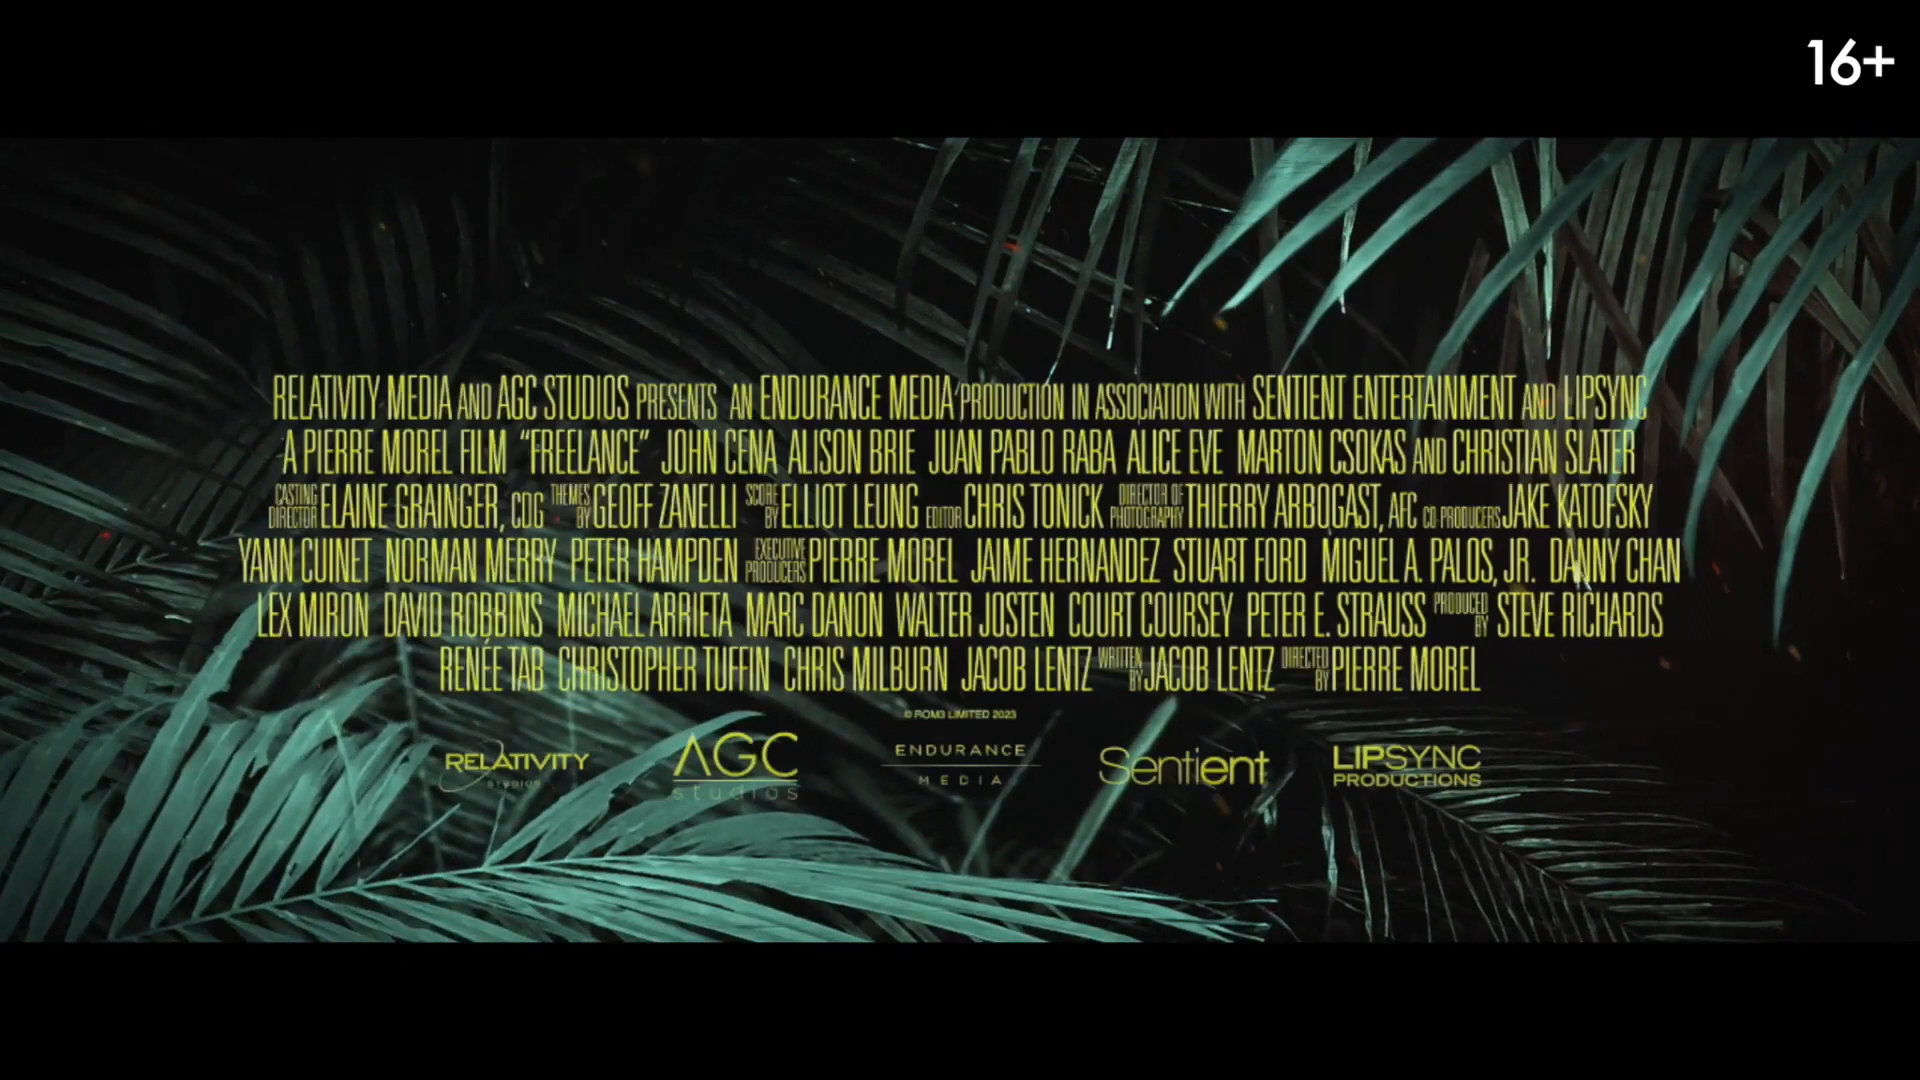 16+
RELATIVITY MEDIA AND AGC STUDIOS PRESENTS AN ENDURANCE MEDIA PRODUCTION IN ASSOCIATION WITH SENTIENT ENTERTAINMENT AND LIPSYNC
A PIERRE MOREL FILM “FREELANCE” JOHN CENA ALISON BRIE JUAN PABLO RABA ALICE EVE MARTON CSOKAS AND CHRISTIAN SLATER
CASTING DIRECTOR ELAINE GRAINGER, CDG THEMES BY GEOFF ZANELLI SCORE BY ELLIOT LEUNG EDITOR CHRIS TONICK DIRECTOR OF PHOTOGRAPHY THIERRY ARBOGAST, AFC CO-PRODUCERS JAKE KATOFSKY
YANN CUINET NORMAN MERRY PETER HAMPDEN EXECUTIVE PRODUCERS PIERRE MOREL JAIME HERNANDEZ STUART FORD MIGUEL A. PALOS, JR. DANNY CHAN
LEX MIRON DAVID ROBBINS MICHAEL ARRIETA MARC DANON WALTER JOSTEN COURT COURSEY PETER E. STRAUSS PRODUCED BY STEVE RICHARDS
RENÉE TAB CHRISTOPHER TUFFIN CHRIS MILBURN JACOB LENTZ WRITTEN BY JACOB LENTZ DIRECTED BY PIERRE MOREL
© ROM3 LIMITED 2023
RELATIVITY
STUDIOS
AGC
studios
ENDURANCE
MEDIA
Sentient
LIPSYNC
PRODUCTIONS